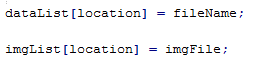 dataList[location] = fileName;
imgList[location] = imgFile;